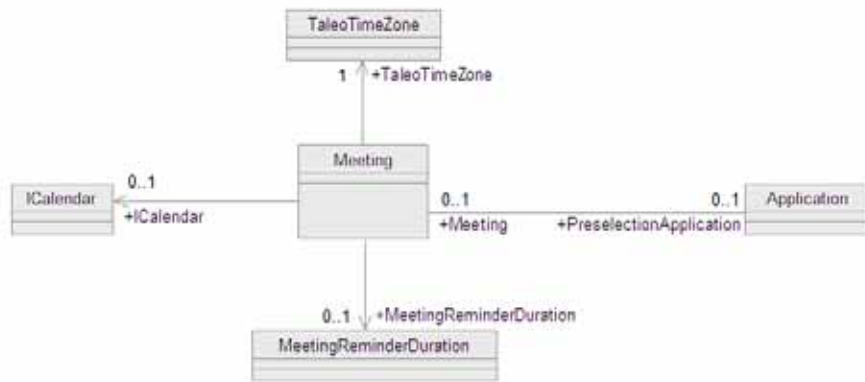 TaleoTimeZone
1 +TaleoTimeZone
Meeting
ICalendar
0..1
+ICalendar
0..1
+Meeting
0..1
+PreselectionApplication
Application
0..1 +MeetingReminderDuration
MeetingReminderDuration